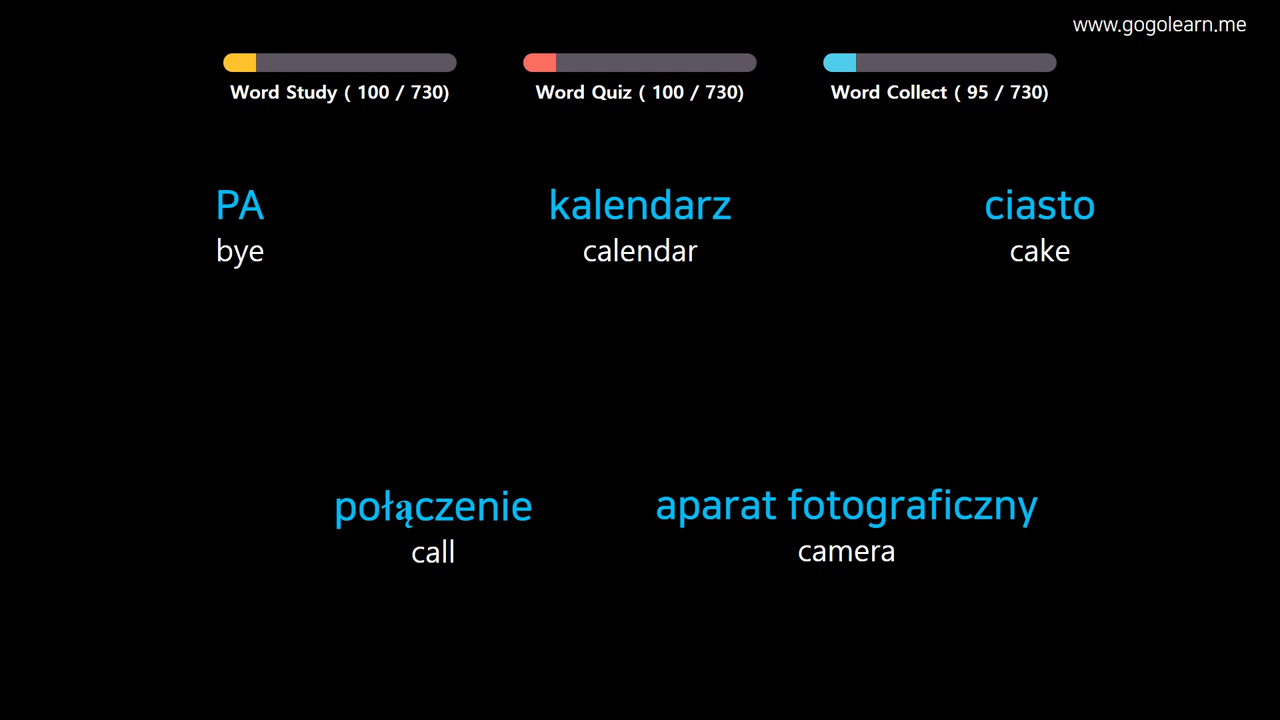 www.gogolearn.me
Word Study ( 100 / 730)
Word Quiz ( 100 / 730)
Word Collect ( 95 / 730)
PA
bye
kalendarz
calendar
ciasto
cake
połączenie
call
aparat fotograficzny
camera